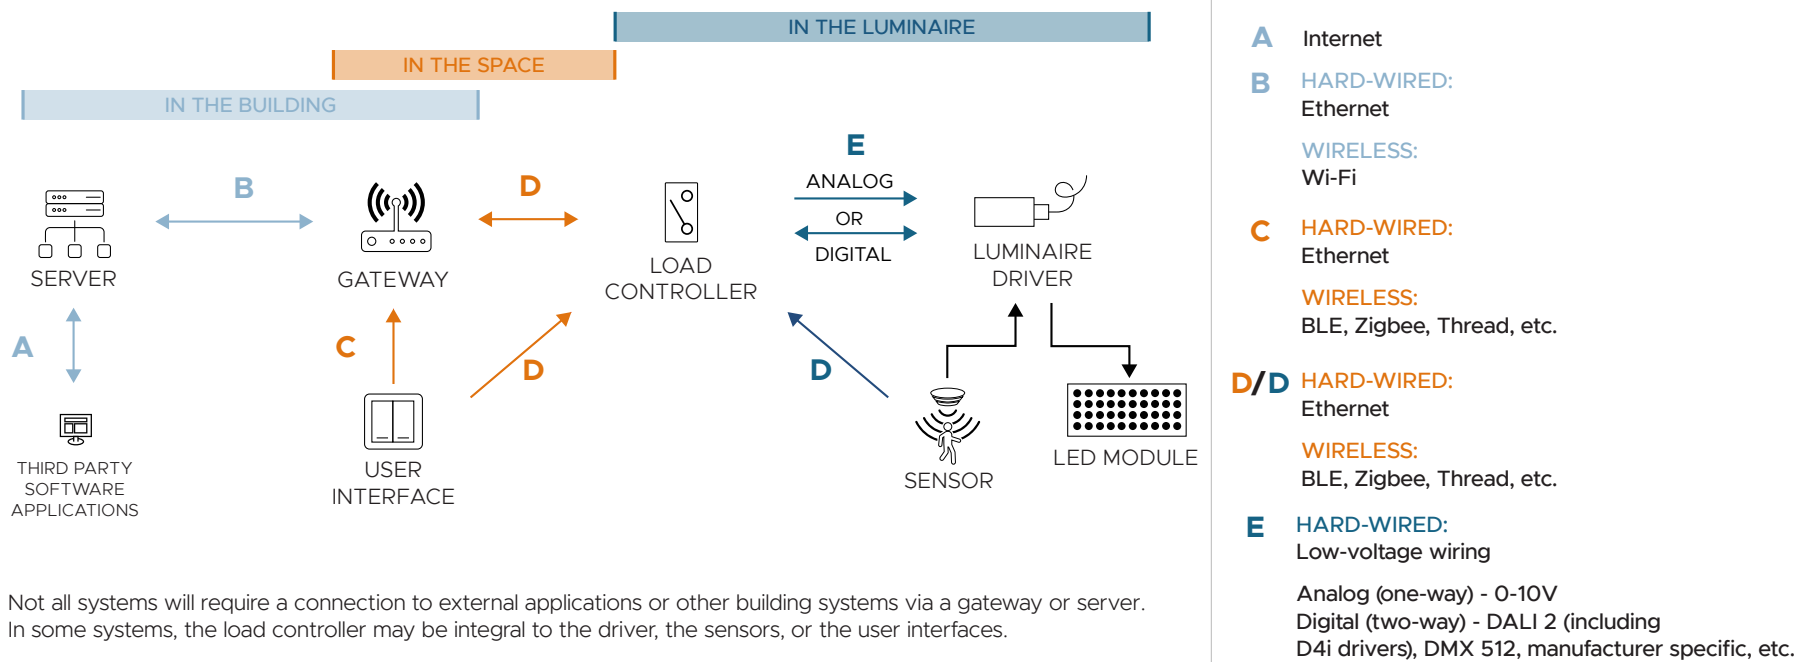 IN THE LUMINAIRE
IN THE SPACE
IN THE BUILDING
B
D
E
ANALOG
OR
DIGITAL
SERVER
GATEWAY
LOAD
CONTROLLER
LUMINAIRE
DRIVER
A
C
D
D
THIRD PARTY
SOFTWARE
APPLICATIONS
USER
INTERFACE
SENSOR
LED MODULE
Not all systems will require a connection to external applications or other building systems via a gateway or server.
In some systems, the load controller may be integral to the driver, the sensors, or the user interfaces.
A Internet
B HARD-WIRED:
Ethernet
WIRELESS:
Wi-Fi
C HARD-WIRED:
Ethernet
WIRELESS:
BLE, Zigbee, Thread, etc.
D/D HARD-WIRED:
Ethernet
WIRELESS:
BLE, Zigbee, Thread, etc.
E HARD-WIRED:
Low-voltage wiring
Analog (one-way) - 0-10V
Digital (two-way) - DALI 2 (including
D4i drivers), DMX 512, manufacturer specific, etc.